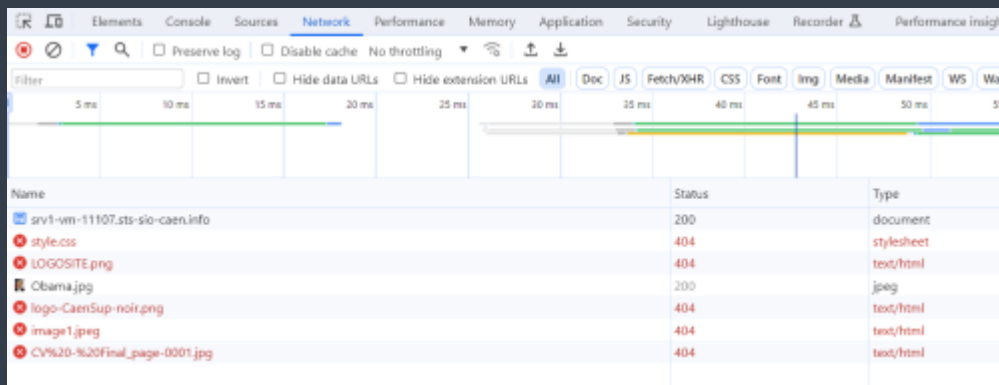 Elements Console Sources Network Performance Memory Application Security Lighthouse Recorder Performance
Preserve log Disable cache No throttling
Filter Invert Hide data URLs Hide extension URLs All Doc JS Fetch/XHR CSS Font Img Media Manifest WS
5 ms 10 ms 15 ms 20 ms 25 ms 30 ms 35 ms 40 ms 45 ms 50 ms
Name Status Type
srv1-vm-11107.sts-sio-caen.info 200 document
style.css 404 stylesheet
LOGOSITE.png 404 text/html
Obama.jpg 200 jpeg
logo-CaenSup-noir.png 404 text/html
image1.jpeg 404 text/html
CV%20-%20Final_page-0001.jpg 404 text/html